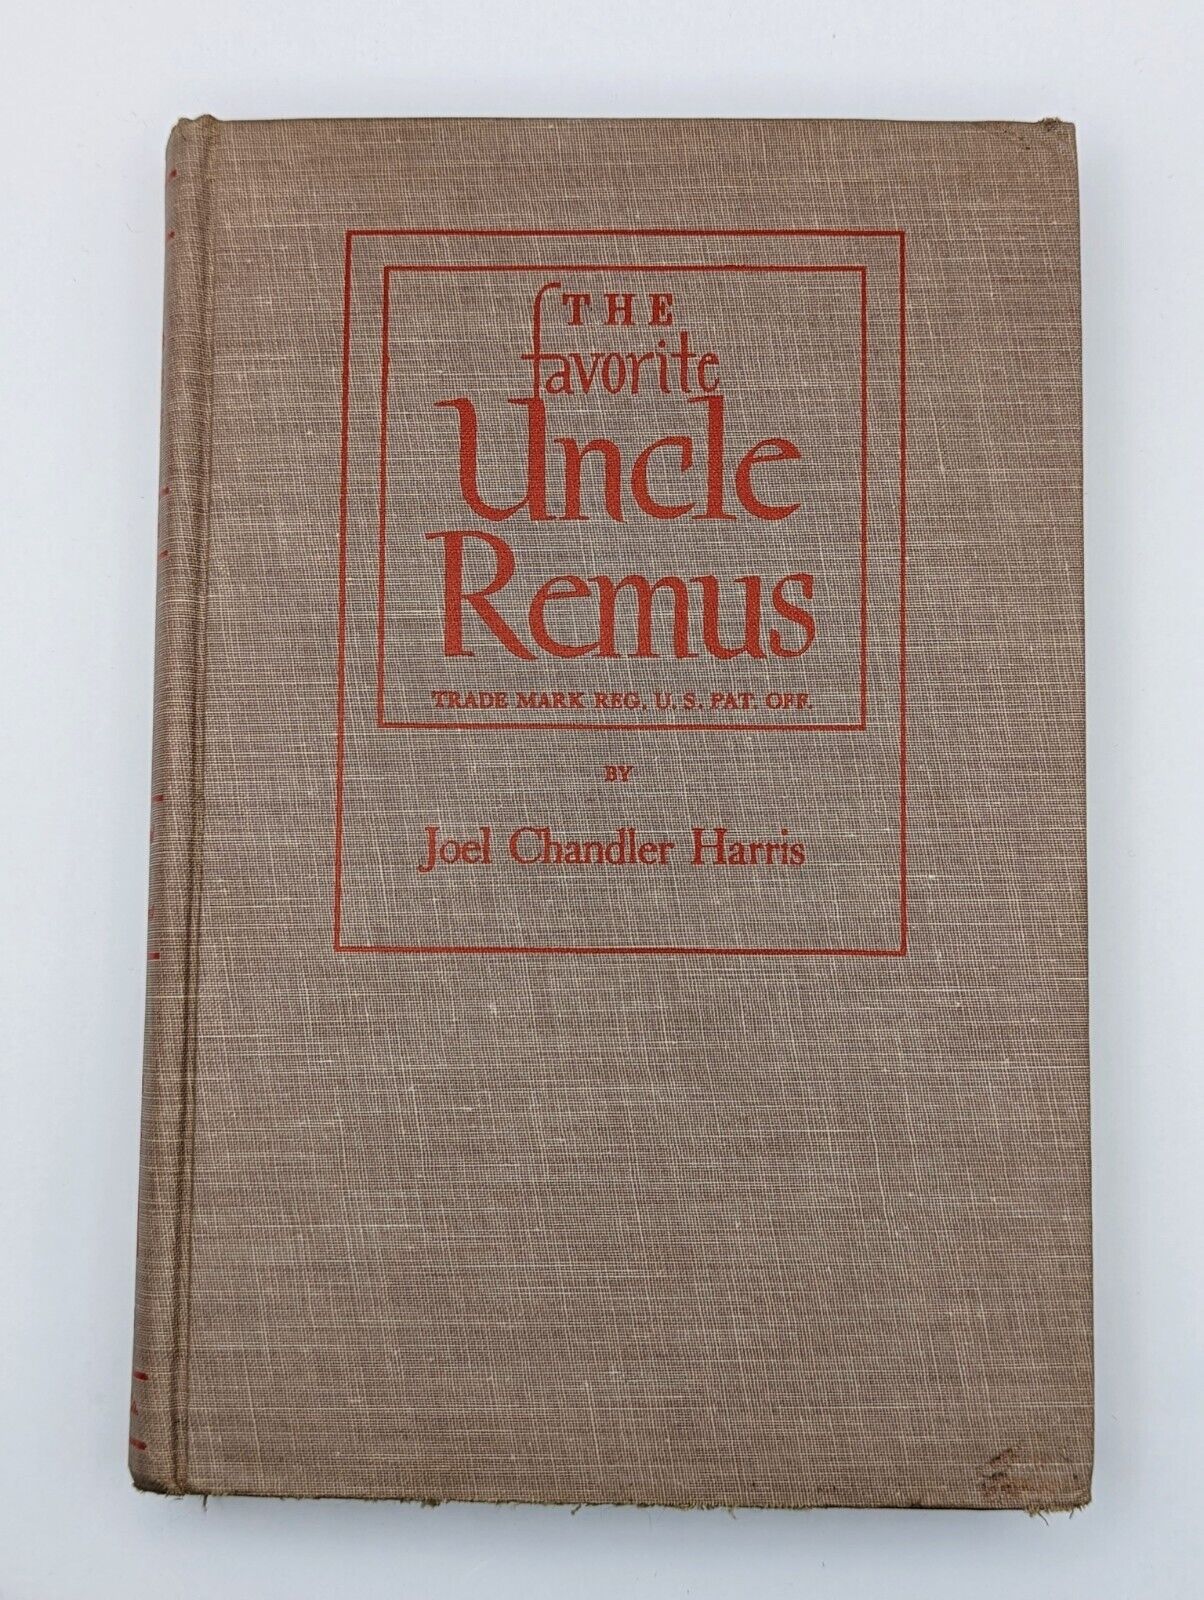 THE
favorite
Uncle
Remus
TRADE MARK REG. U. S. PAT. OFF.
BY
Joel Chandler Harris